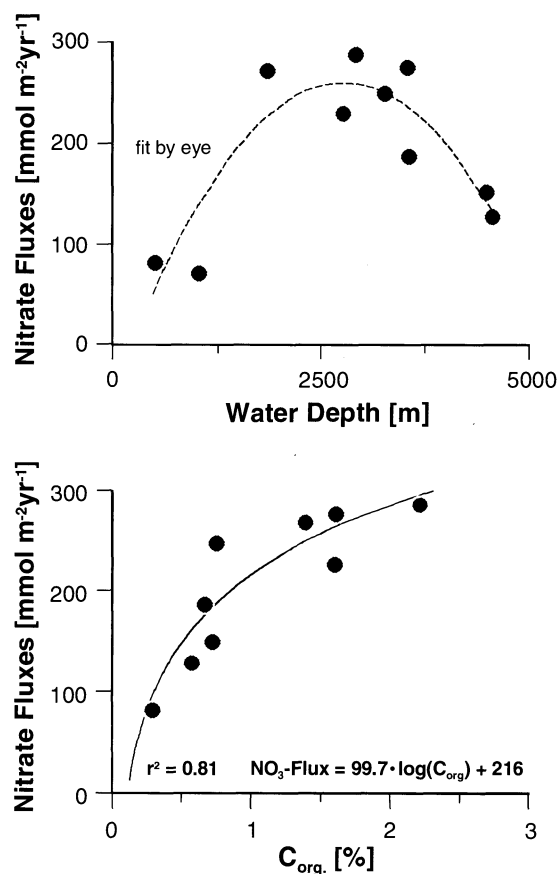 Nitrate Fluxes [mmol m⁻²yr⁻¹]
300
200
100
0
fit by eye
0
2500
5000
Water Depth [m]
Nitrate Fluxes [mmol m⁻²yr⁻¹]
300
200
100
0
r² = 0.81 NO₃-Flux = 99.7·log(Corg) + 216
0
1
2
3
Corg. [%]